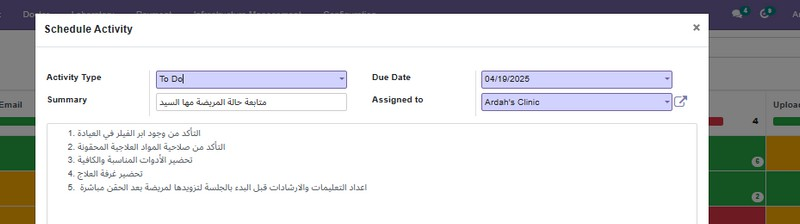 Schedule Activity
×
4
8
Activity Type
To Do
Due Date
04/19/2025
Summary
متابعة حالة المريضة مها السيد
Assigned to
Ardah's Clinic
Email
4
Uploa
1. التأكد من وجود ابر الفيلر في العيادة
2. التأكد من صلاحية المواد العلاجية المحقونة
3. تحضير الأدوات المناسبة والكافية
4. تحضير غرفة العلاج
5. اعداد التعليمات والارشادات قبل البدء بالجلسة لتزويدها لمريضة بعد الحقن مباشرة
6
2